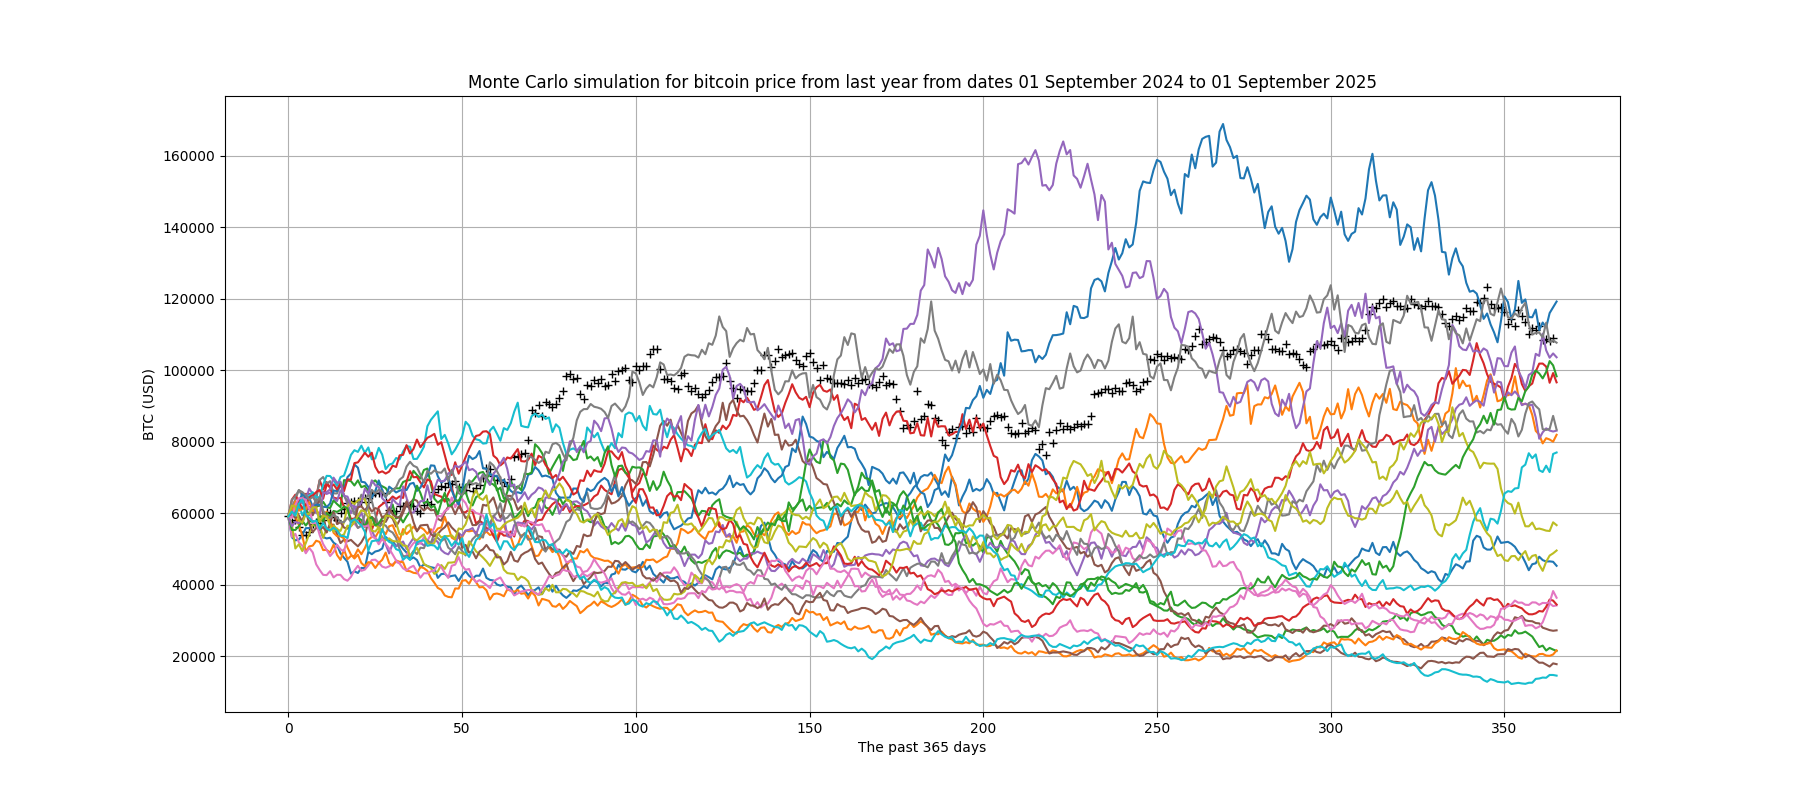 Monte Carlo simulation for bitcoin price from last year from dates 01 September 2024 to 01 September 2025
160000
140000
120000
100000
80000
60000
40000
20000
BTC (USD)
0 50 100 150 200 250 300 350
The past 365 days